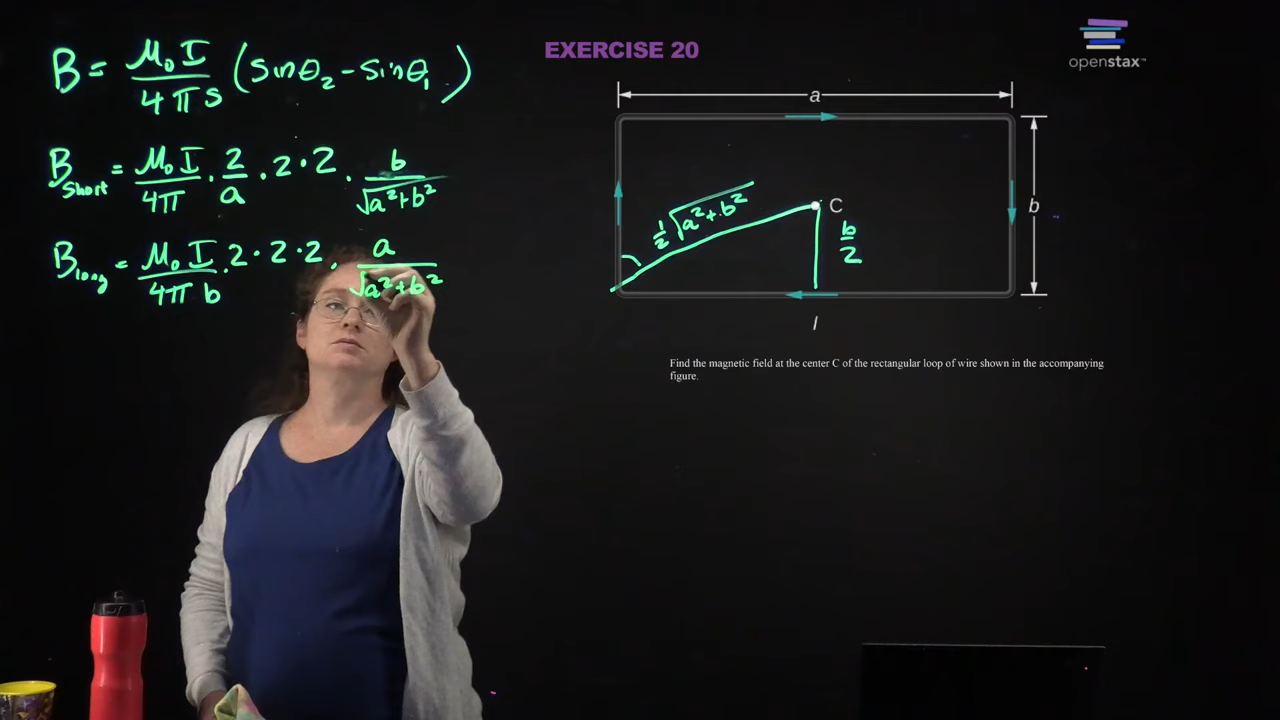 B = μ₀I / 4πs (sinθ₂ - sinθ₁)
B_short = μ₀I / 4π · 2/a · 2 · 2 · b / √(a² + b²)
B_long = μ₀I / 4πb · 2 · 2 · 2 · a / √(a² + b²)
EXERCISE 20
openstax™
a
½√(a² + b²)
C
b/2
b
I
Find the magnetic field at the center C of the rectangular loop of wire shown in the accompanying
figure.